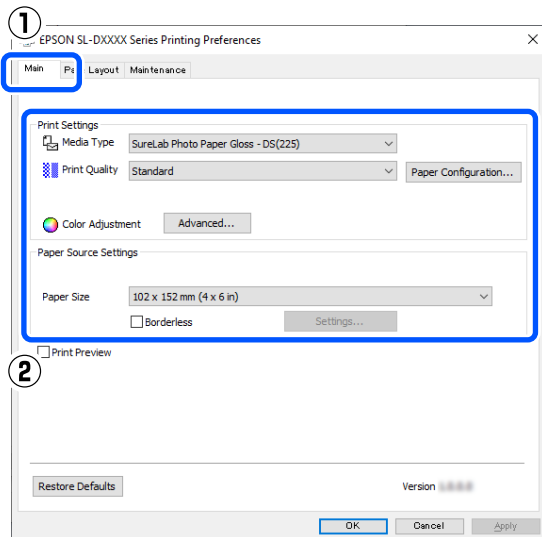 1
EPSON SL-DXXXX Series Printing Preferences
Main Layout Maintenance
Print Settings
Media Type SureLab Photo Paper Gloss - DS(225)
Print Quality Standard Paper Configuration...
Color Adjustment Advanced...
Paper Source Settings
Paper Size 102 x 152 mm (4 x 6 in)
Borderless Settings...
Print Preview
2
Restore Defaults Version
OK Cancel Apply